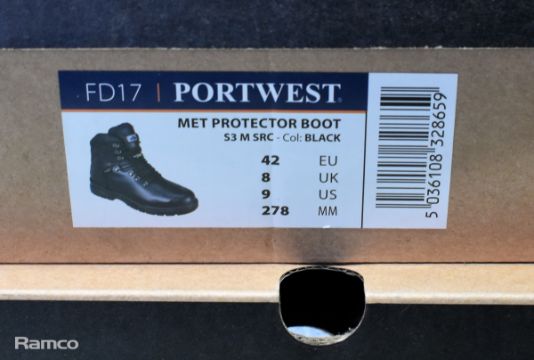 FD17 | PORTWEST
MET PROTECTOR BOOT
S3 M SRC - Col: BLACK
42 EU
8 UK
9 US
278 MM
5 036108 328659
Ramco